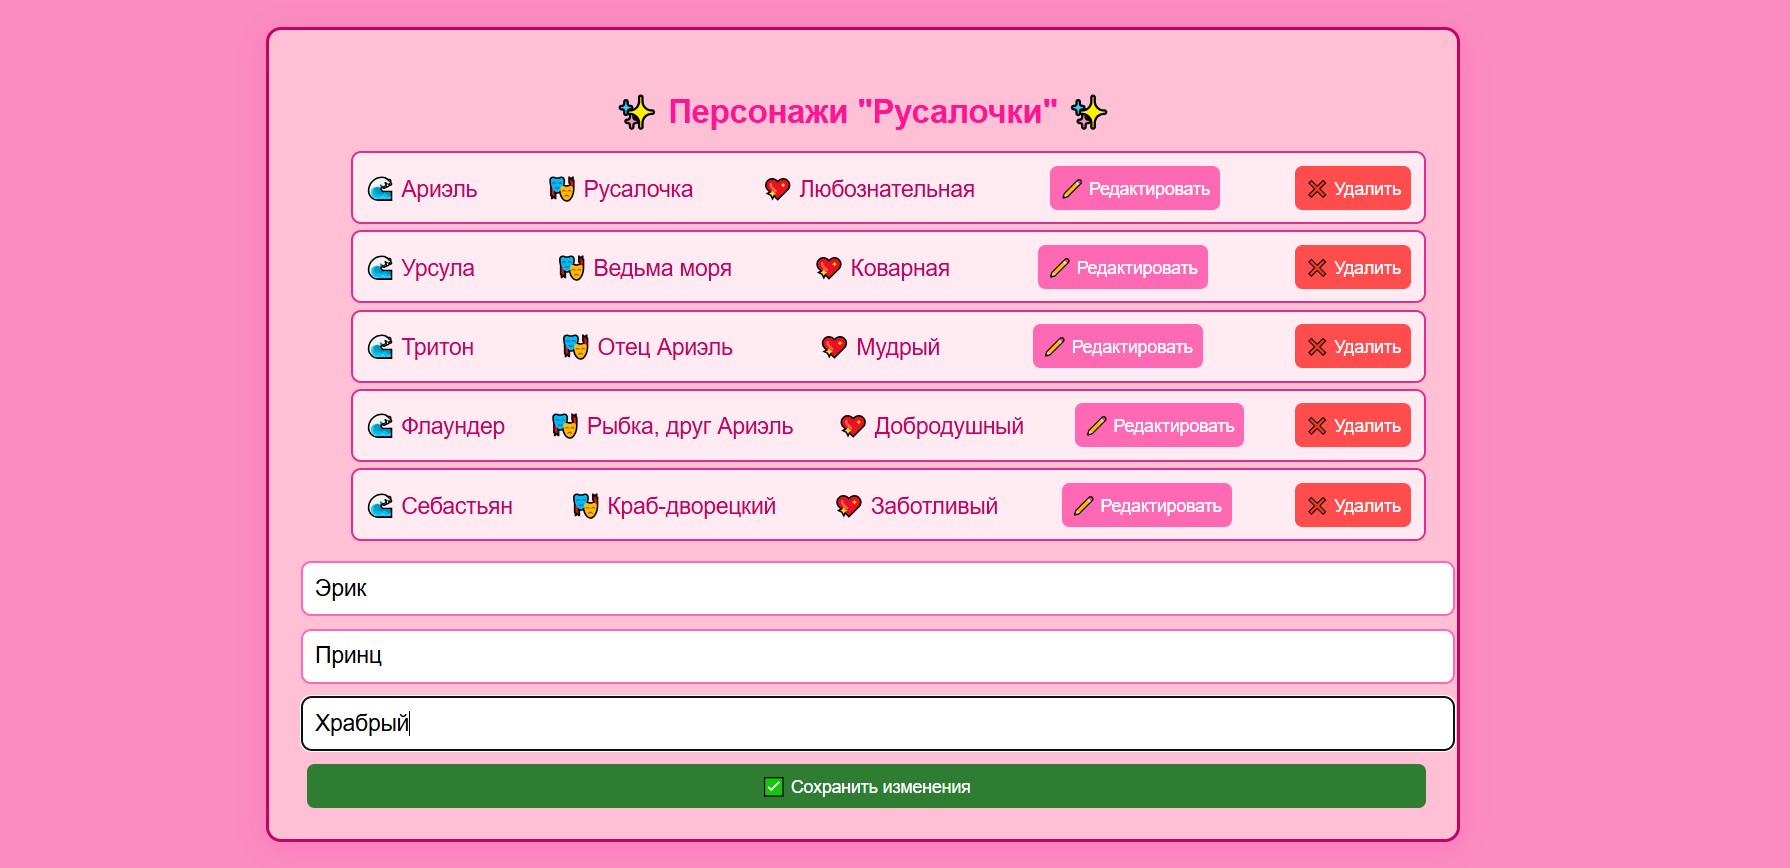 ✨ Персонажи "Русалочки" ✨
🌊 Ариэль 🎭 Русалочка 💖 Любознательная ✏️ Редактировать ❌ Удалить
🌊 Урсула 🎭 Ведьма моря 💖 Коварная ✏️ Редактировать ❌ Удалить
🌊 Тритон 🎭 Отец Ариэль 💖 Мудрый ✏️ Редактировать ❌ Удалить
🌊 Флаундер 🎭 Рыбка, друг Ариэль 💖 Добродушный ✏️ Редактировать ❌ Удалить
🌊 Себастьян 🎭 Краб-дворецкий 💖 Заботливый ✏️ Редактировать ❌ Удалить
Эрик
Принц
Храбрый
✅ Сохранить изменения